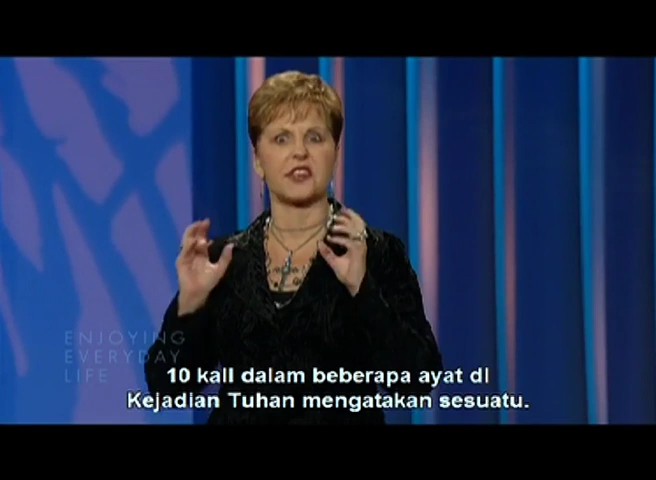 ENJOYING
EVERYDAY
LIFE
10 kali dalam beberapa ayat di
Kejadian Tuhan mengatakan sesuatu.